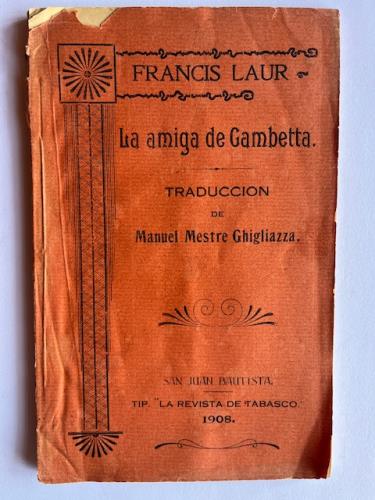 FRANCIS LAUR
La amiga de Gambetta.
TRADUCCION
DE
Manuel Mestre Ghigliazza.
SAN JUAN BAUTISTA.
TIP. "LA REVISTA DE TABASCO."
1908.